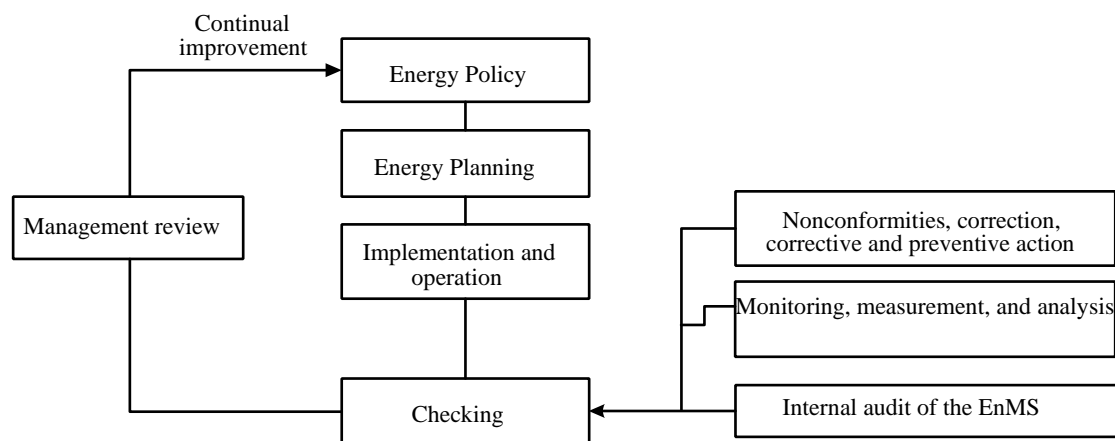 Continual
improvement
Energy Policy
Energy Planning
Management review
Implementation and
operation
Nonconformities, correction,
corrective and preventive action
Monitoring, measurement, and analysis
Checking
Internal audit of the EnMS